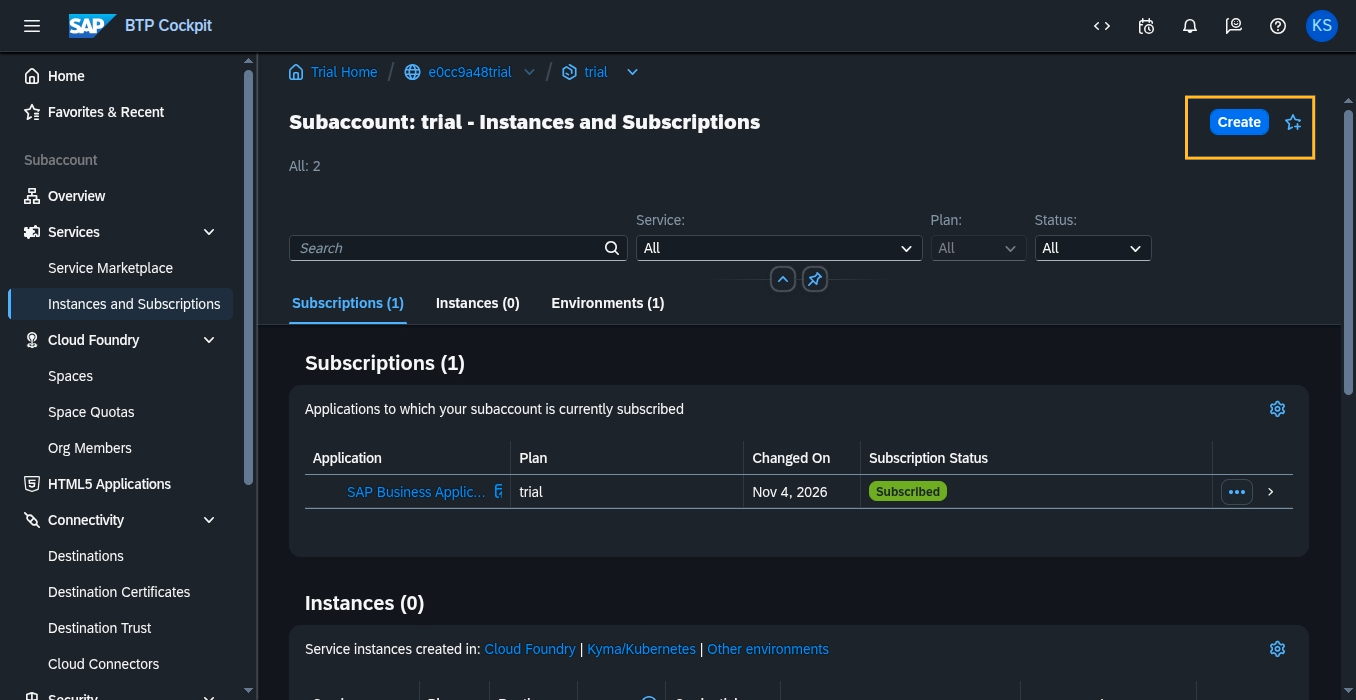 SAP BTP Cockpit
KS
Home
Favorites & Recent
Subaccount
Overview
Services
Service Marketplace
Instances and Subscriptions
Cloud Foundry
Spaces
Space Quotas
Org Members
HTML5 Applications
Connectivity
Destinations
Destination Certificates
Destination Trust
Cloud Connectors
Security
Trial Home / e0cc9a48trial / trial
Subaccount: trial - Instances and Subscriptions
Create
All: 2
Service: Plan: Status:
Search All All All
Subscriptions (1) Instances (0) Environments (1)
Subscriptions (1)
Applications to which your subaccount is currently subscribed
Application Plan Changed On Subscription Status
SAP Business Applic... trial Nov 4, 2026 Subscribed
Instances (0)
Service instances created in: Cloud Foundry | Kyma/Kubernetes | Other environments